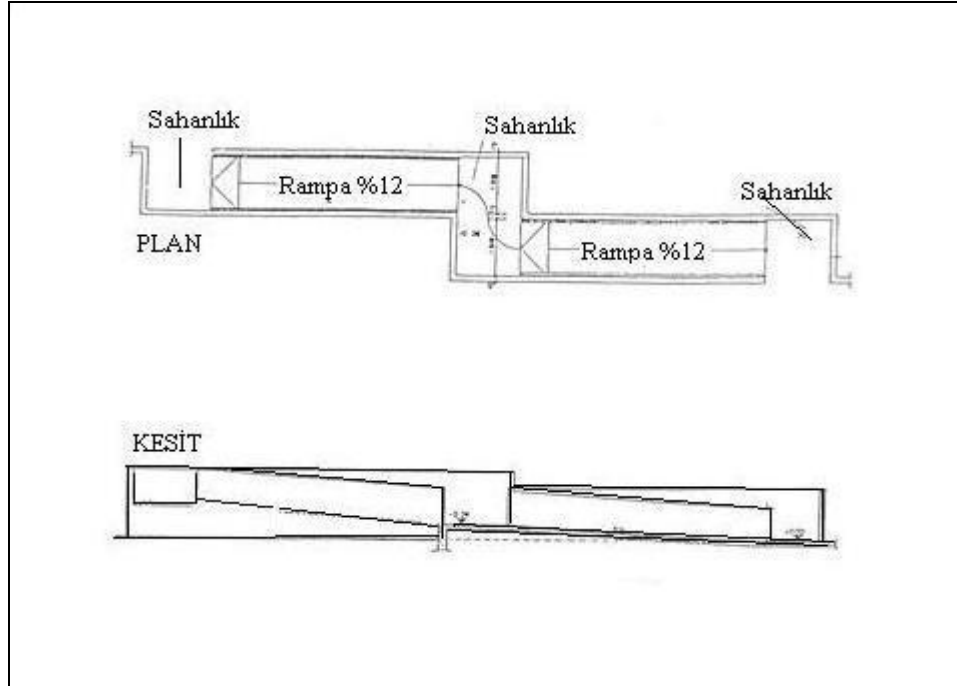 Sahanlık
Sahanlık
Rampa %12
Sahanlık
PLAN
Rampa %12
KESİT